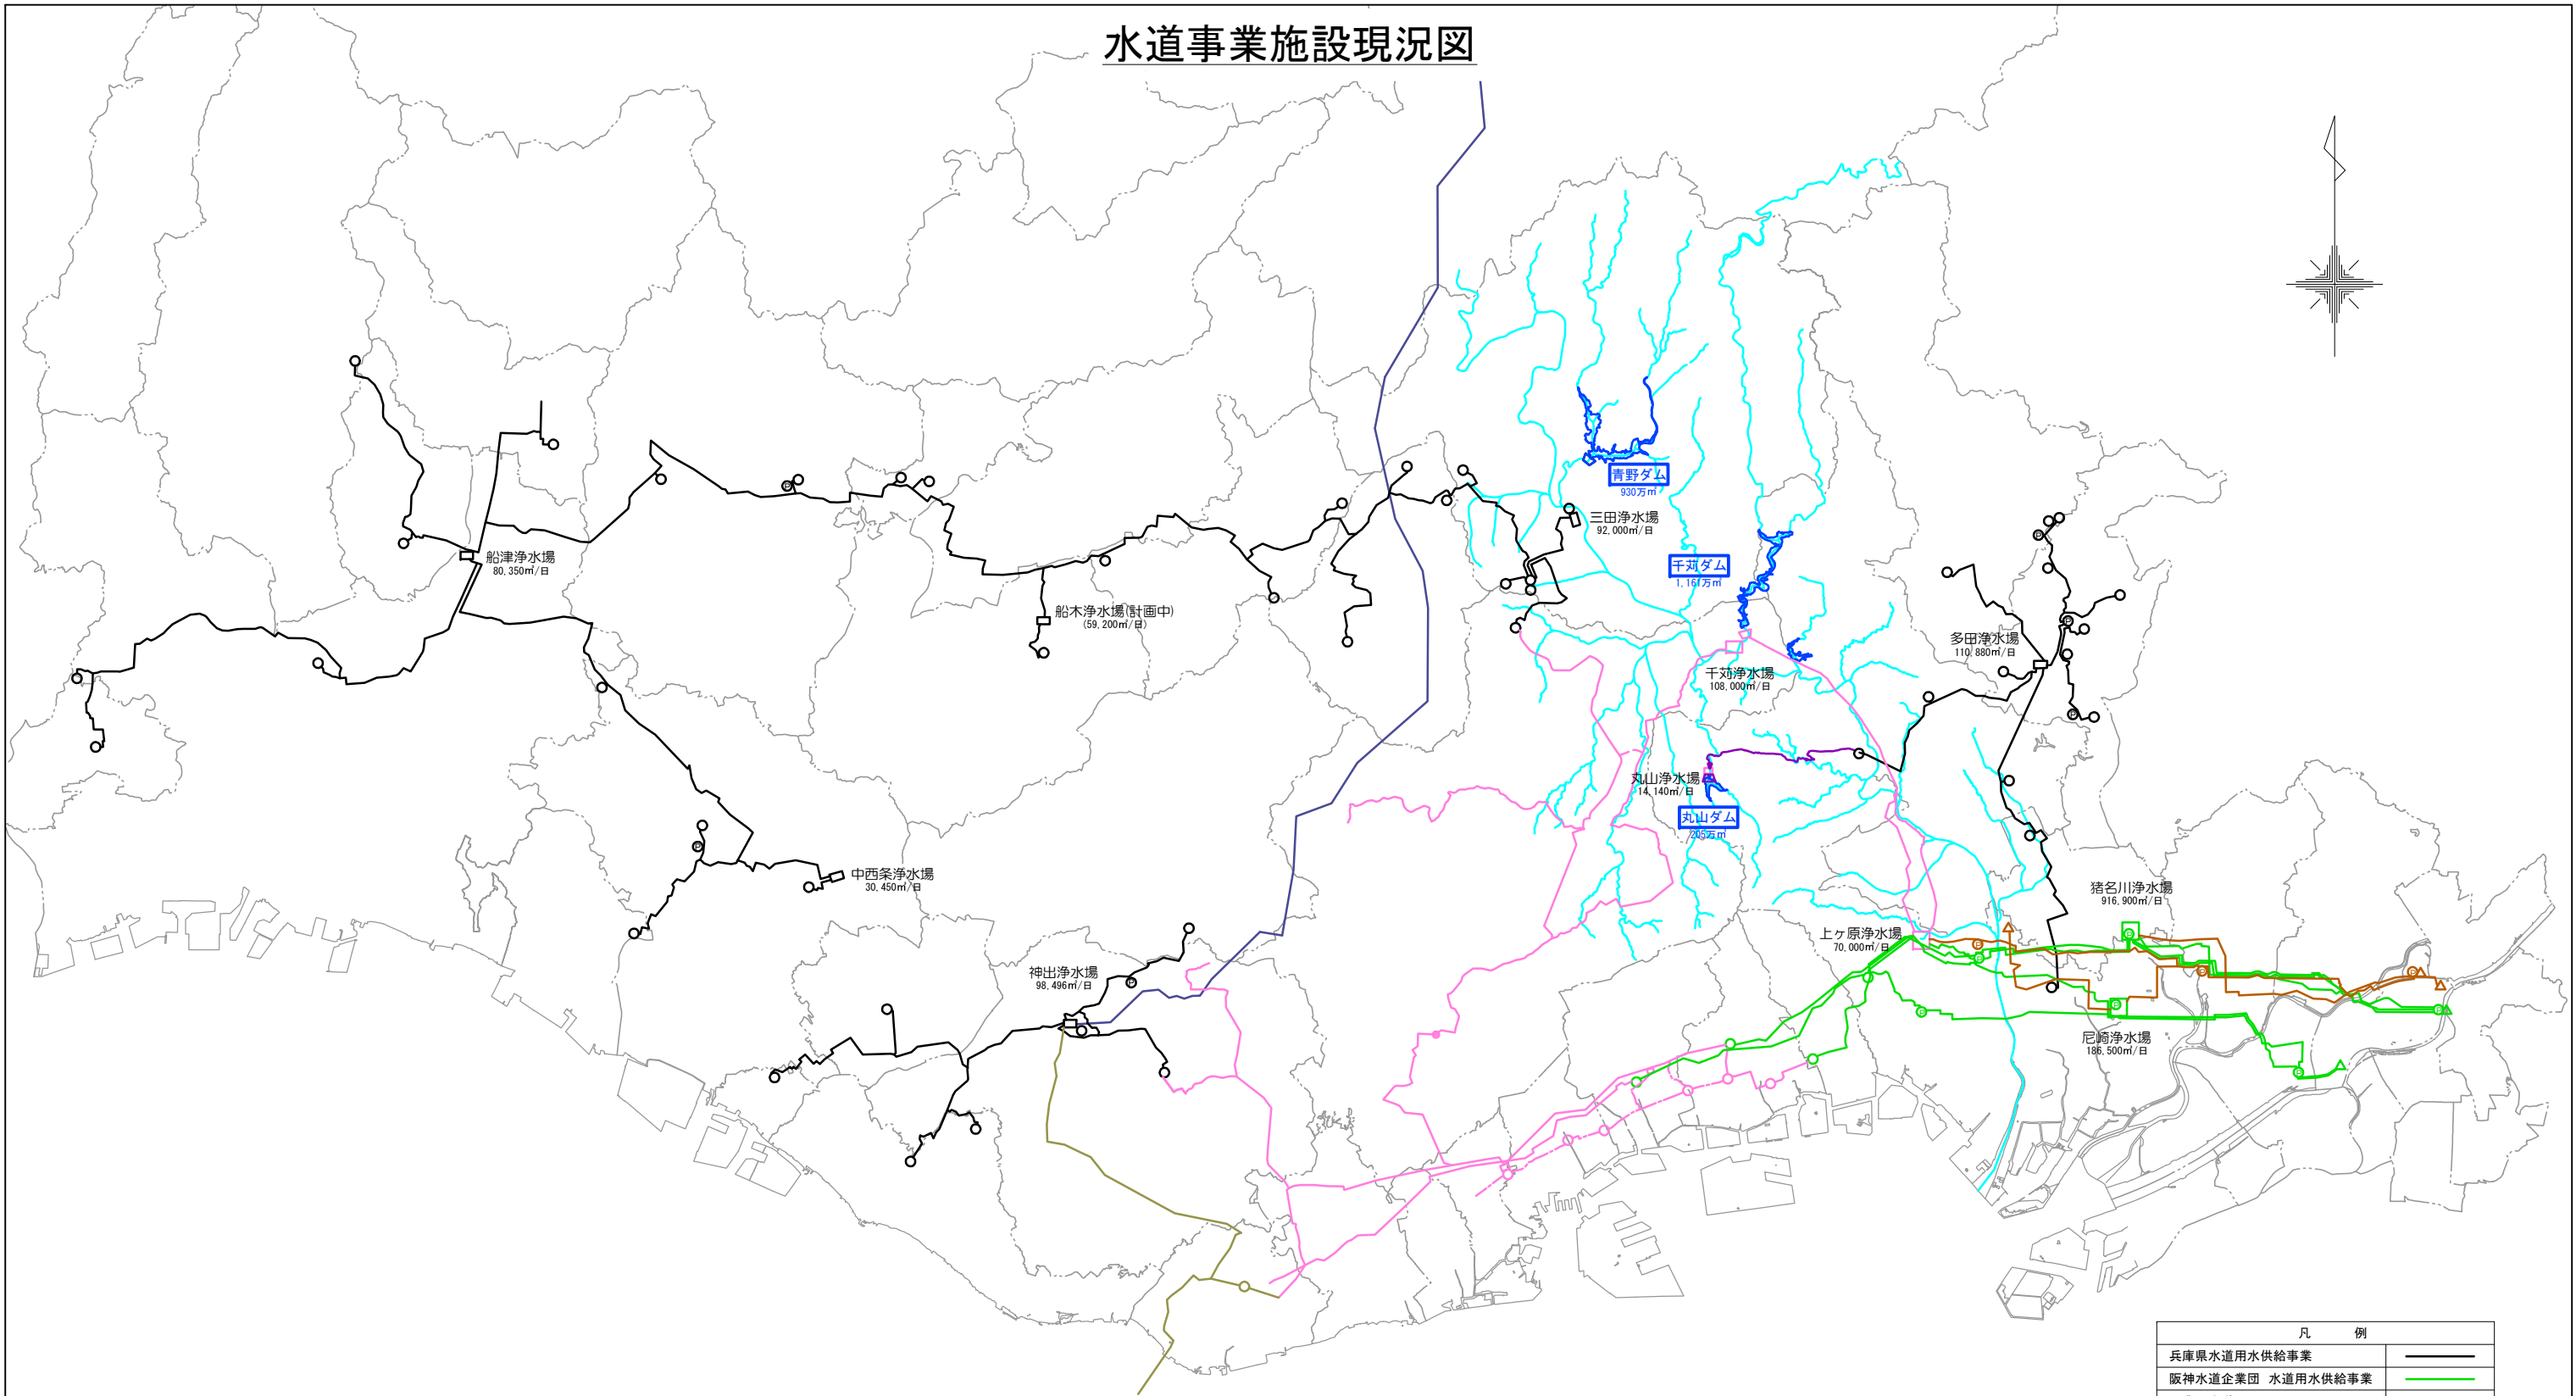 水道事業施設現況図
青野ダム
930万㎥
三田浄水場
92,000㎥/日
船津浄水場
80,350㎥/日
千苅ダム
1,161万㎥
船木浄水場(計画中)
(59,200㎥/日)
多田浄水場
110,880㎥/日
千苅浄水場
108,000㎥/日
丸山浄水場
14,140㎥/日
丸山ダム
205万㎥
中西条浄水場
30,450㎥/日
猪名川浄水場
916,900㎥/日
上ヶ原浄水場
70,000㎥/日
神出浄水場
98,496㎥/日
尼崎浄水場
186,500㎥/日
凡 例
兵庫県水道用水供給事業
阪神水道企業団 水道用水供給事業